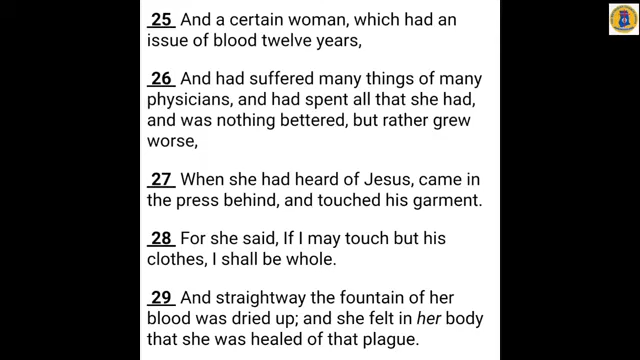 25 And a certain woman, which had an
issue of blood twelve years,
26 And had suffered many things of many
physicians, and had spent all that she had,
and was nothing bettered, but rather grew
worse,
27 When she had heard of Jesus, came in
the press behind, and touched his garment.
28 For she said, If I may touch but his
clothes, I shall be whole.
29 And straightway the fountain of her
blood was dried up; and she felt in her body
that she was healed of that plague.